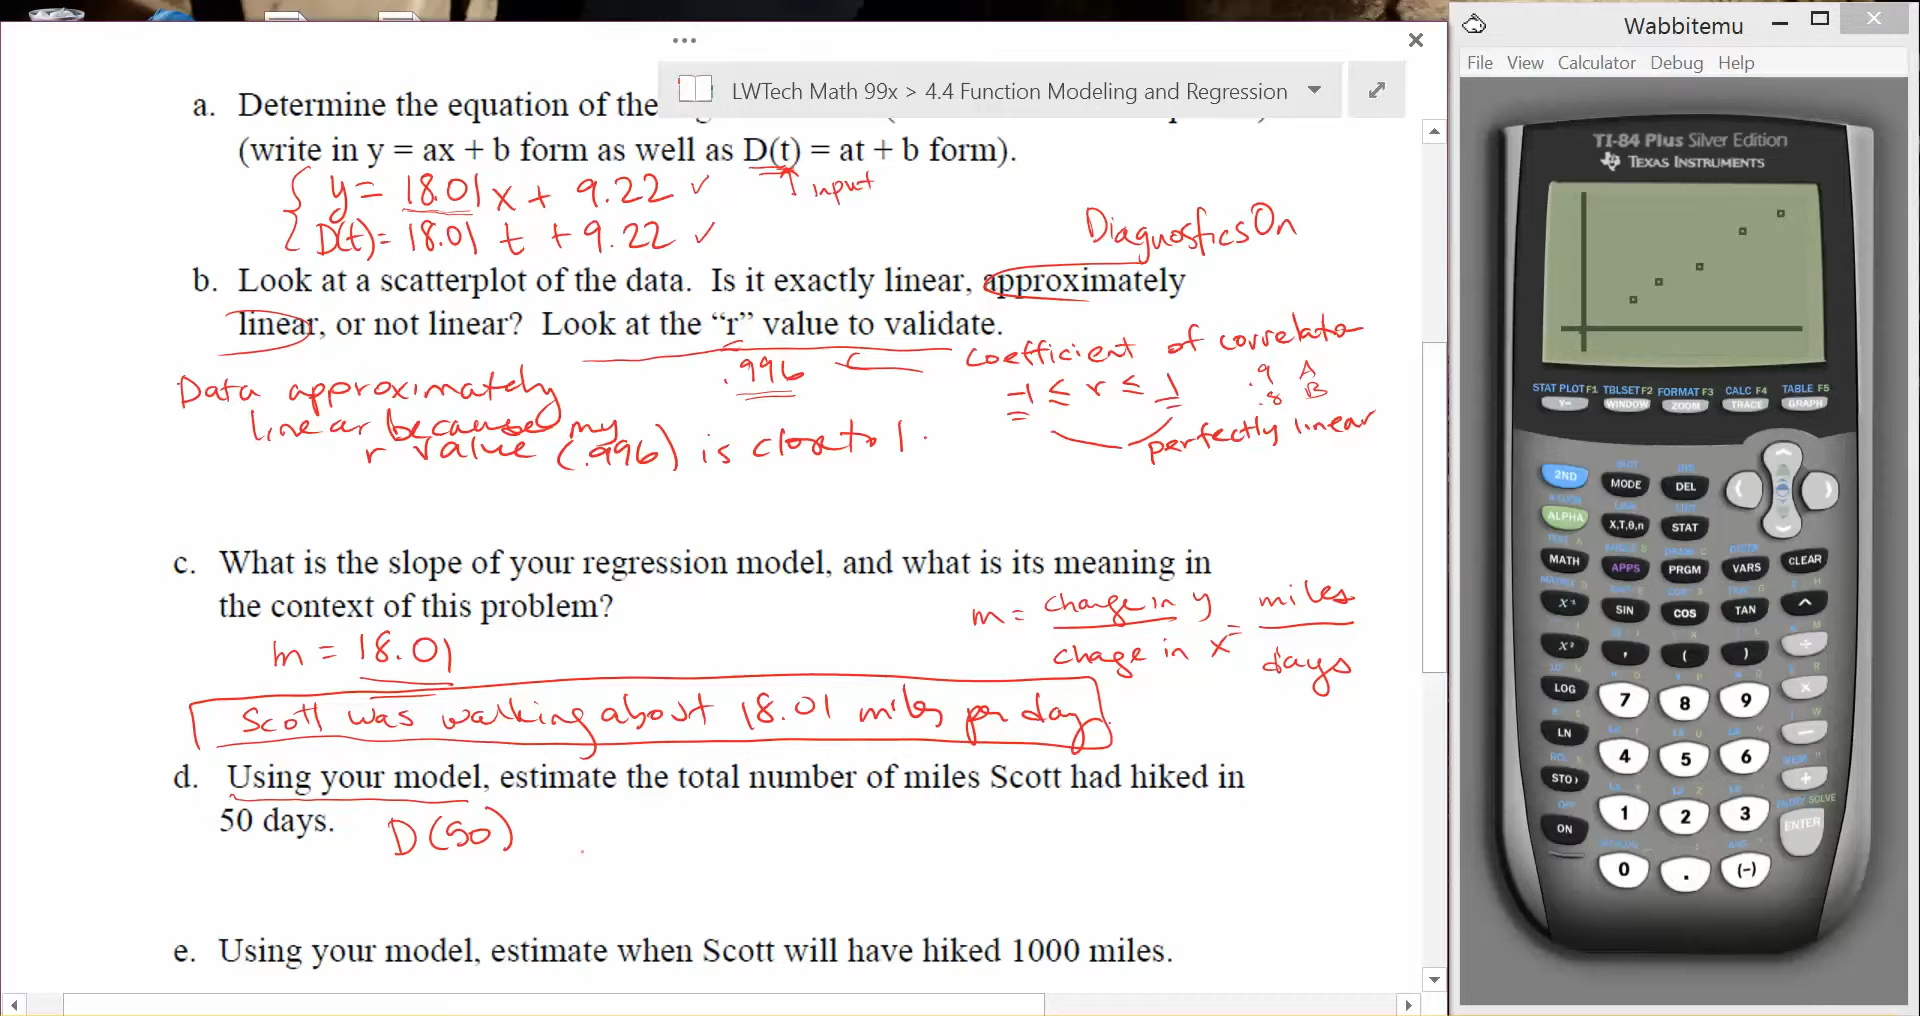 Wabbitemu
File View Calculator Debug Help
LWTech Math 99x > 4.4 Function Modeling and Regression
a. Determine the equation of the
(write in y = ax + b form as well as D(t) = at + b form).
y = 18.01x + 9.22 ✓
input
D(t) = 18.01 t + 9.22 ✓
DiagnosticsOn
b. Look at a scatterplot of the data. Is it exactly linear, approximately
linear, or not linear? Look at the “r” value to validate.
.996
coefficient of correlation
-1 ≤ r ≤ 1
.9 A
.8 B
perfectly linear
Data approximately
linear because my
r value (.996) is close to 1.
c. What is the slope of your regression model, and what is its meaning in
the context of this problem?
m = change in y / change in x = miles / days
m = 18.01
Scott was walking about 18.01 miles per day.
d. Using your model, estimate the total number of miles Scott had hiked in
50 days.
D(50)
e. Using your model, estimate when Scott will have hiked 1000 miles.
TI-84 Plus Silver Edition
TEXAS INSTRUMENTS
STAT PLOT F1 TBLSET F2 FORMAT F3 CALC F4 TABLE F5
Y= WINDOW ZOOM TRACE GRAPH
2ND MODE DEL
ALPHA X,T,θ,n STAT
MATH APPS PRGM VARS CLEAR
X⁻¹ SIN COS TAN ^
X² , ( ) ÷
LOG 7 8 9 ×
LN 4 5 6 −
STO› 1 2 3 +
ON 0 . (-) ENTER